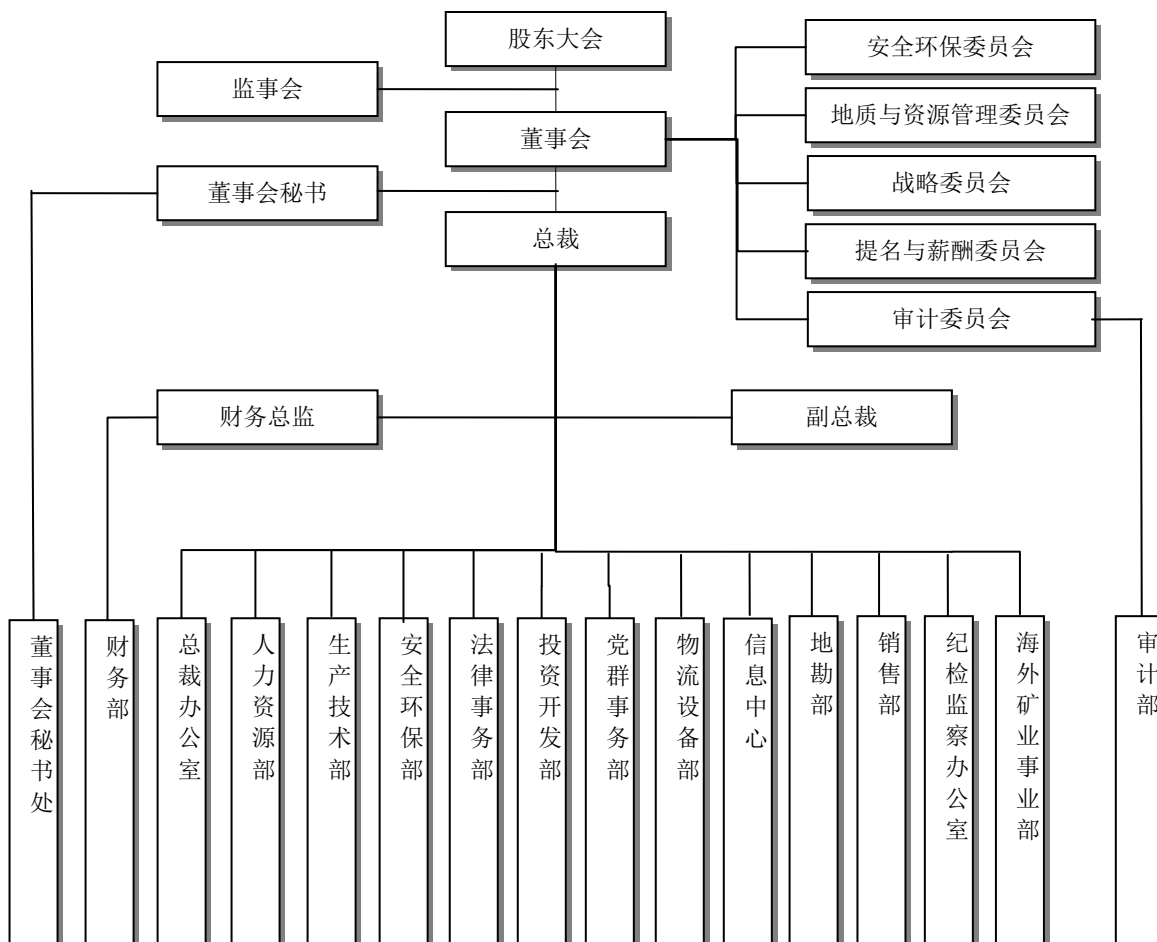 股东大会
安全环保委员会
监事会
地质与资源管理委员会
董事会
战略委员会
董事会秘书
总裁
提名与薪酬委员会
审计委员会
财务总监
副总裁
董事会秘书处
财务部
总裁办公室
人力资源部
生产技术部
安全环保部
法律事务部
投资开发部
党群事务部
物流设备部
信息中心
地勘部
销售部
纪检监察办公室
海外矿业事业部
审计部